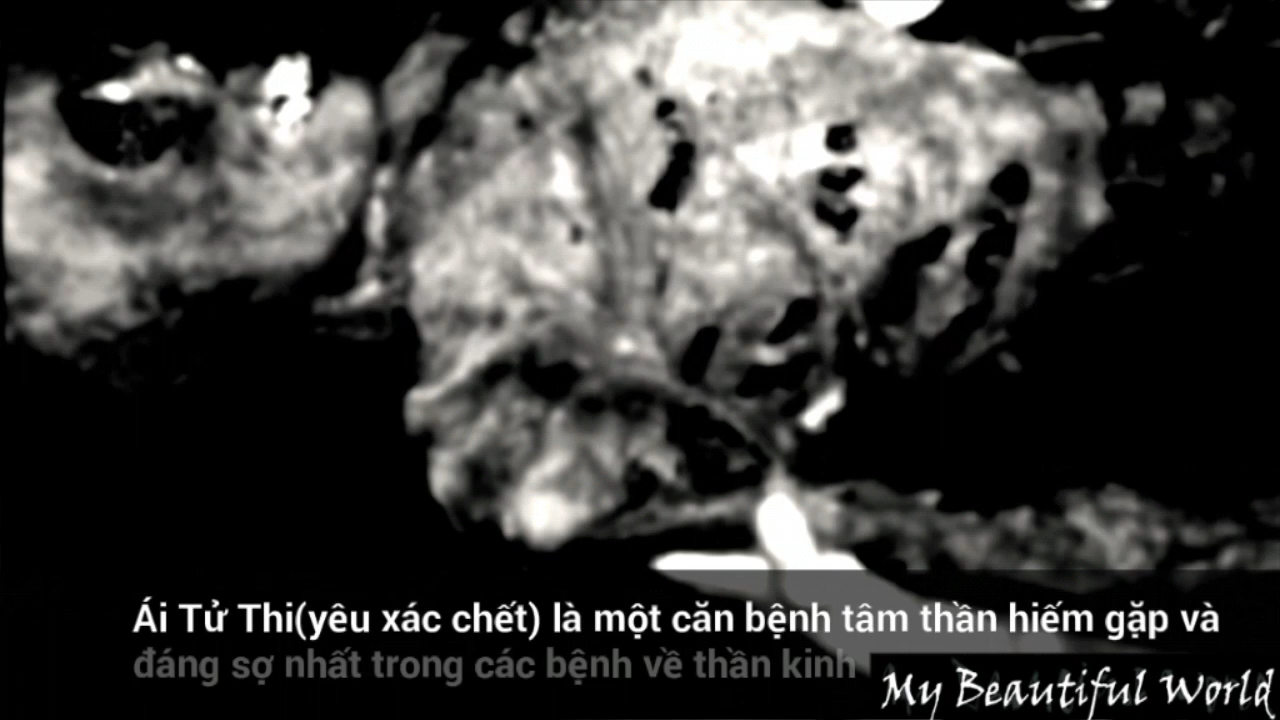 Ái Tử Thi(yêu xác chết) là một căn bệnh tâm thần hiếm gặp và
đáng sợ nhất trong các bệnh về thần kinh
My Beautiful World